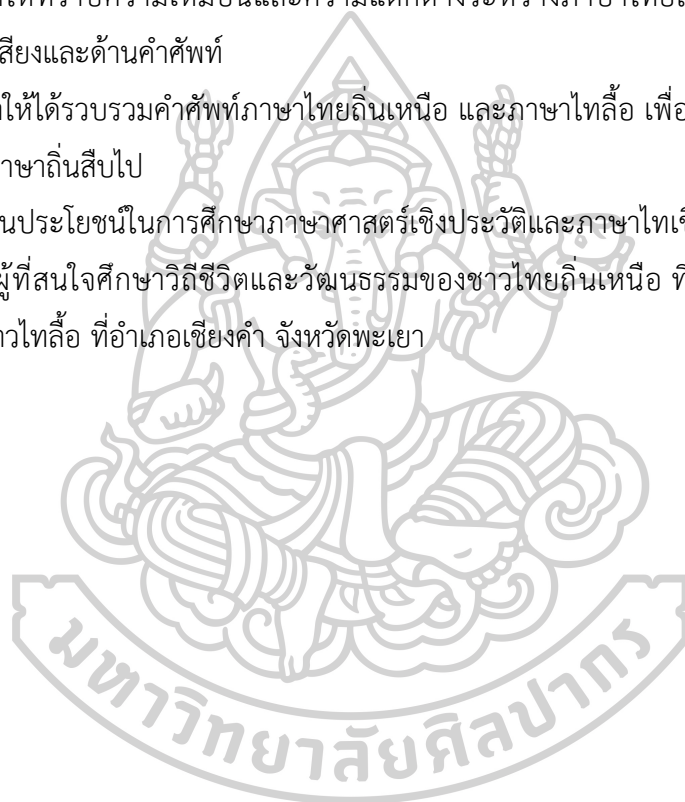 ให้ทราบความเหมือนและความแตกต่างระหว่างภาษาไทย
เสียงและด้านคำศัพท์
ให้ได้รวบรวมคำศัพท์ภาษาไทยถิ่นเหนือ และภาษาไทลื้อ เพื่อ
ภาษาถิ่นสืบไป
นประโยชน์ในการศึกษาภาษาศาสตร์เชิงประวัติและภาษาไทเ
ผู้ที่สนใจศึกษาวิถีชีวิตและวัฒนธรรมของชาวไทยถิ่นเหนือ ที
าวไทลื้อ ที่อำเภอเชียงคำ จังหวัดพะเยา
มหาวิทยาลัยศิลปากร